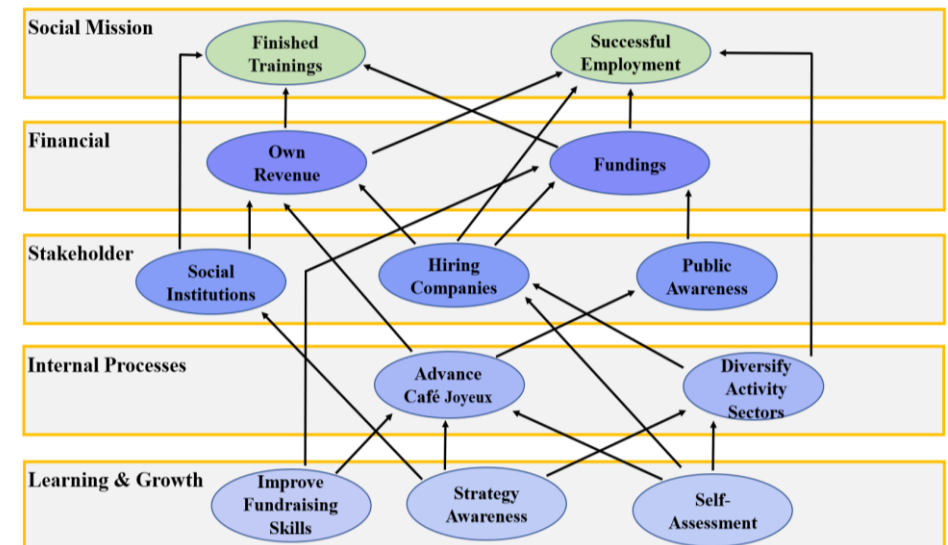 Social Mission
Finished
Trainings
Successful
Employment
Financial
Own
Revenue
Fundings
Stakeholder
Social
Institutions
Hiring
Companies
Public
Awareness
Internal Processes
Advance
Café Joyeux
Diversify
Activity
Sectors
Learning & Growth
Improve
Fundraising
Skills
Strategy
Awareness
Self-
Assessment